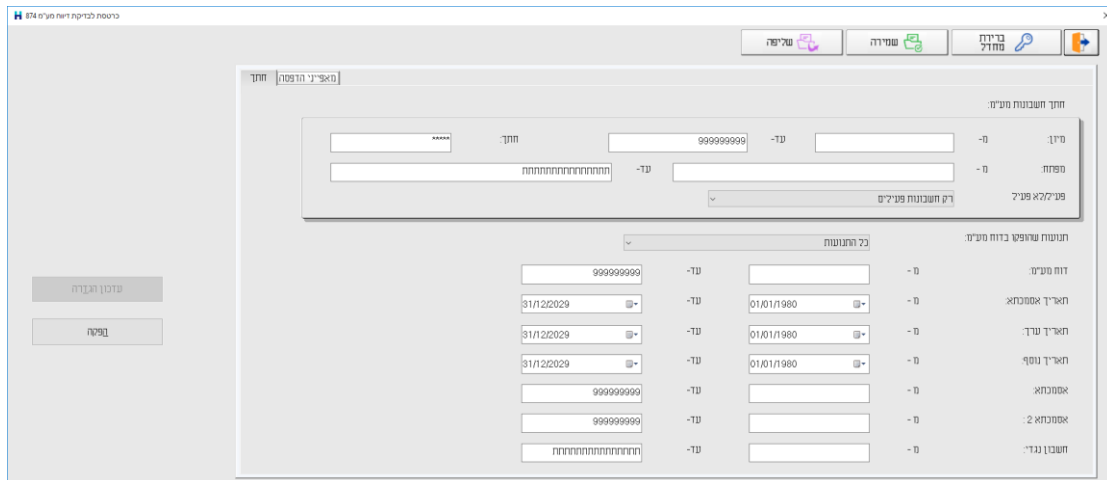 כרטסת לבדיקת דיווח מע"מ 874
ברירת מחדל
שמירה
שליפה
חתך
מאפייני הדפסה
חתך חשבונות מע"מ:
מיון: מ- עד- 999999999 חתך: *****
מפתח: מ - עד- תתתתתתתתתתתתתתת
פעיל/לא פעיל רק חשבונות פעילים
תנועות שהופקו בדוח מע"מ: כל התנועות
דוח מע"מ: מ - עד- 999999999
תאריך אסמכתא: מ - 01/01/1980 עד- 31/12/2029
תאריך ערך: מ - 01/01/1980 עד- 31/12/2029
תאריך נוסף: מ - 01/01/1980 עד- 31/12/2029
אסמכתא: מ - עד- 999999999
אסמכתא 2 : מ - עד- 999999999
חשבון נגדי: מ - עד- תתתתתתתתתתתתתתת
עדכון הגדרה
הפקה